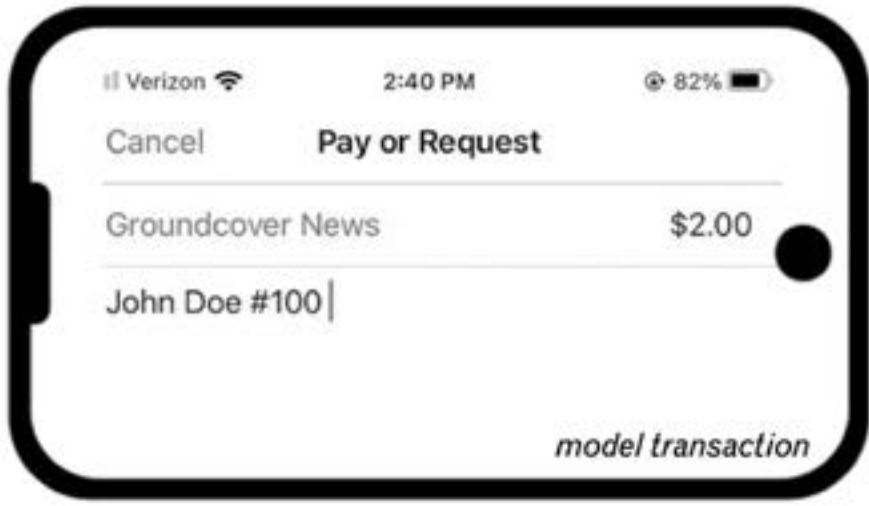 Verizon 2:40 PM 82%
Cancel Pay or Request
Groundcover News $2.00
John Doe #100
model transaction